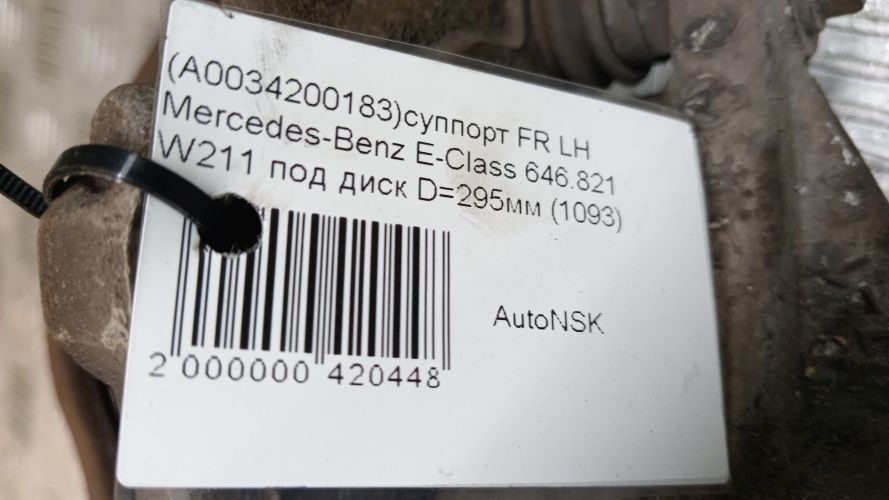 (A0034200183)суппорт FR LH
Mercedes-Benz E-Class 646.821
W211 под диск D=295мм (1093)
AutoNSK
2 000000 420448